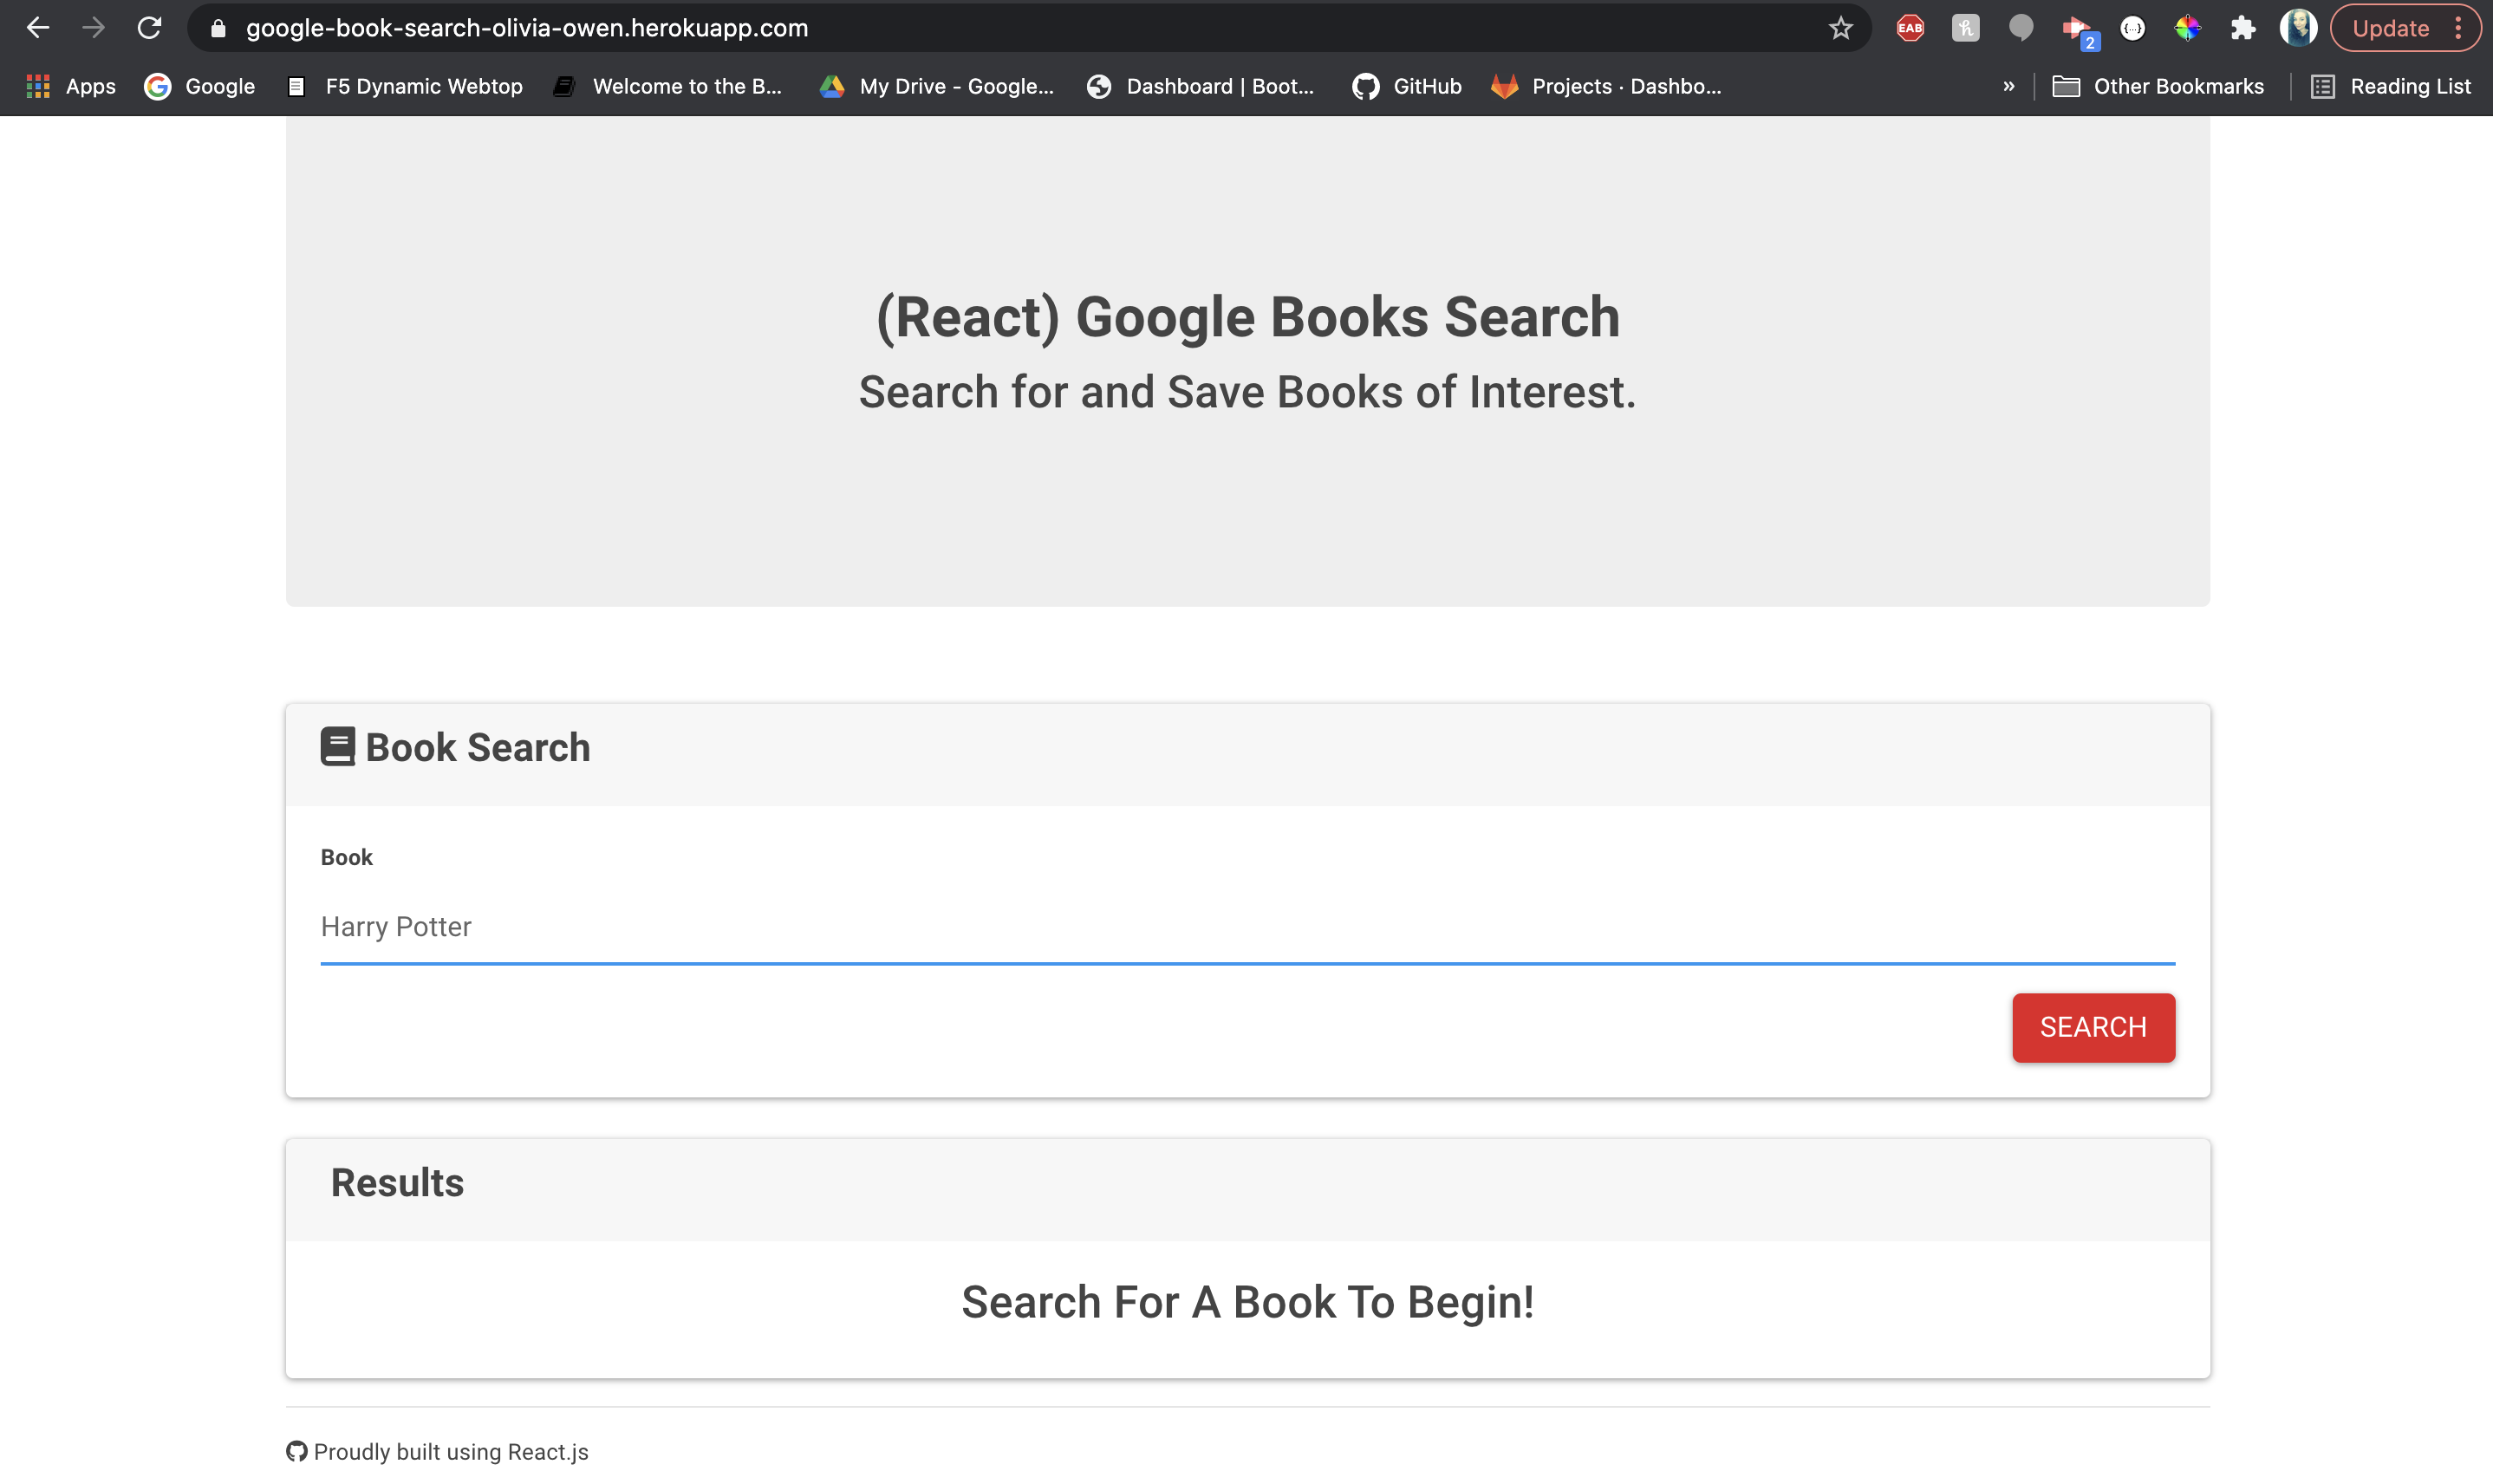 google-book-search-olivia-owen.herokuapp.com
EAB
2
Update
Apps Google F5 Dynamic Webtop Welcome to the B... My Drive - Google... Dashboard | Boot... GitHub Projects · Dashbo... » Other Bookmarks Reading List
(React) Google Books Search
Search for and Save Books of Interest.
Book Search
Book
Harry Potter
SEARCH
Results
Search For A Book To Begin!
Proudly built using React.js